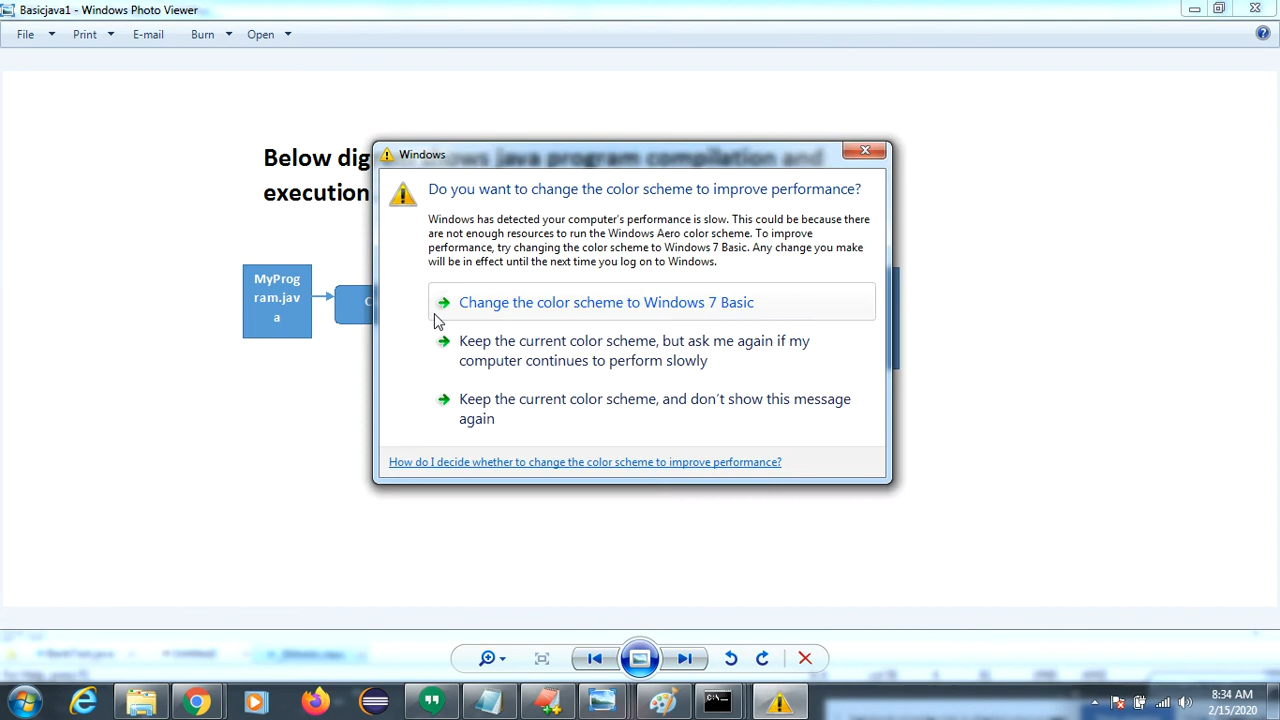 Basicjava1 - Windows Photo Viewer
File Print E-mail Burn Open
Below dig shows java program compilation and
execution
MyProg
ram.jav
a
C
Windows
Do you want to change the color scheme to improve performance?
Windows has detected your computer's performance is slow. This could be because there
are not enough resources to run the Windows Aero color scheme. To improve
performance, try changing the color scheme to Windows 7 Basic. Any change you make
will be in effect until the next time you log on to Windows.
Change the color scheme to Windows 7 Basic
Keep the current color scheme, but ask me again if my
computer continues to perform slowly
Keep the current color scheme, and don't show this message
again
How do I decide whether to change the color scheme to improve performance?
C:\.
8:34 AM
2/15/2020